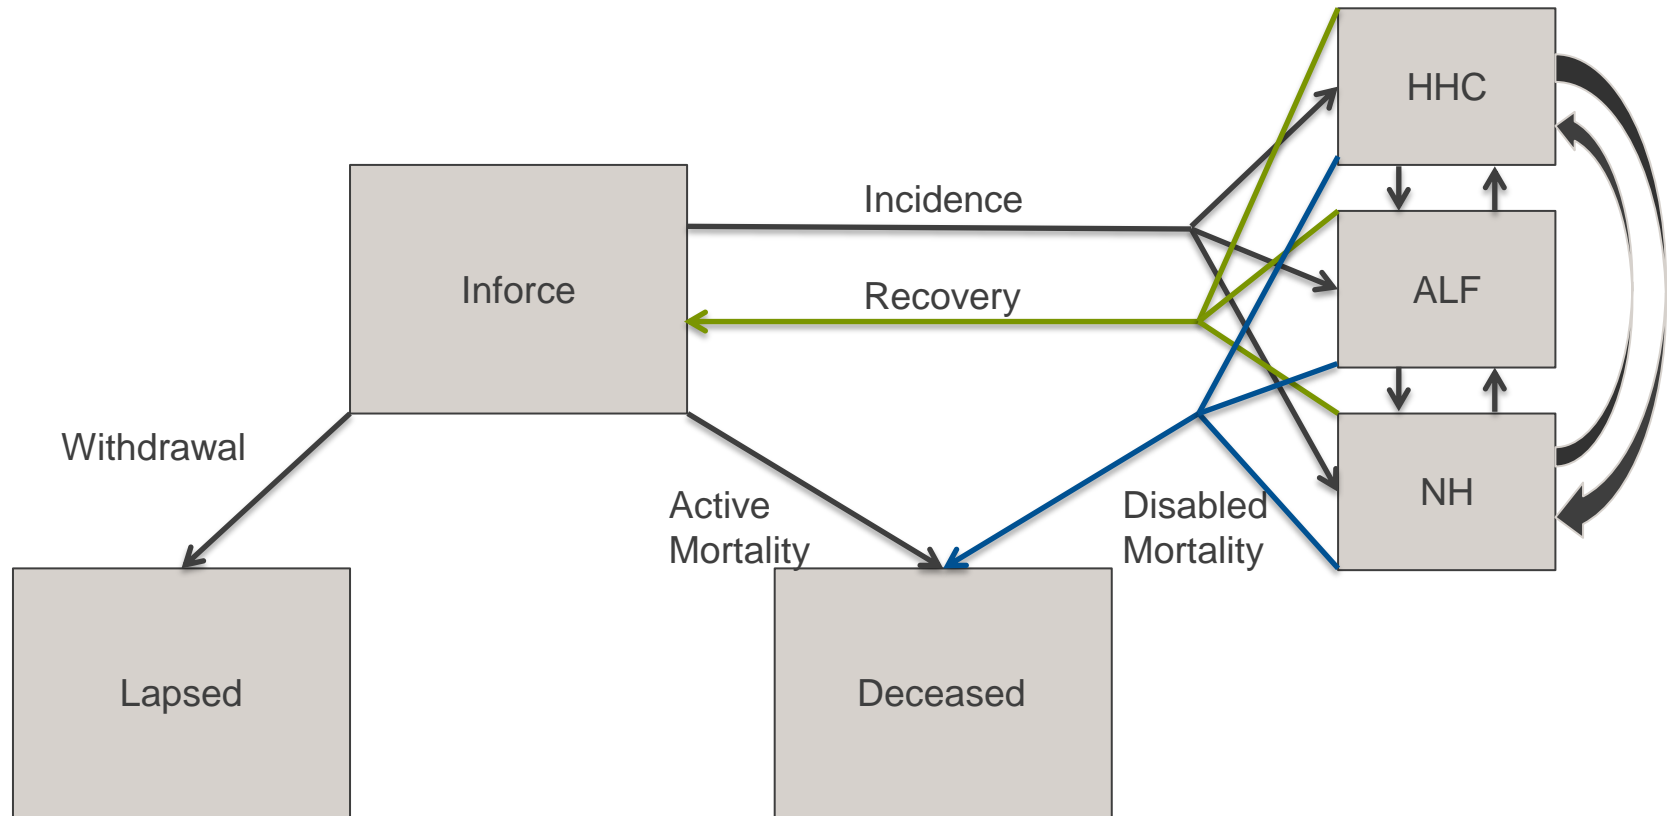 HHC
Incidence
Inforce
Recovery
ALF
Withdrawal
Active
Mortality
Disabled
Mortality
NH
Lapsed
Deceased